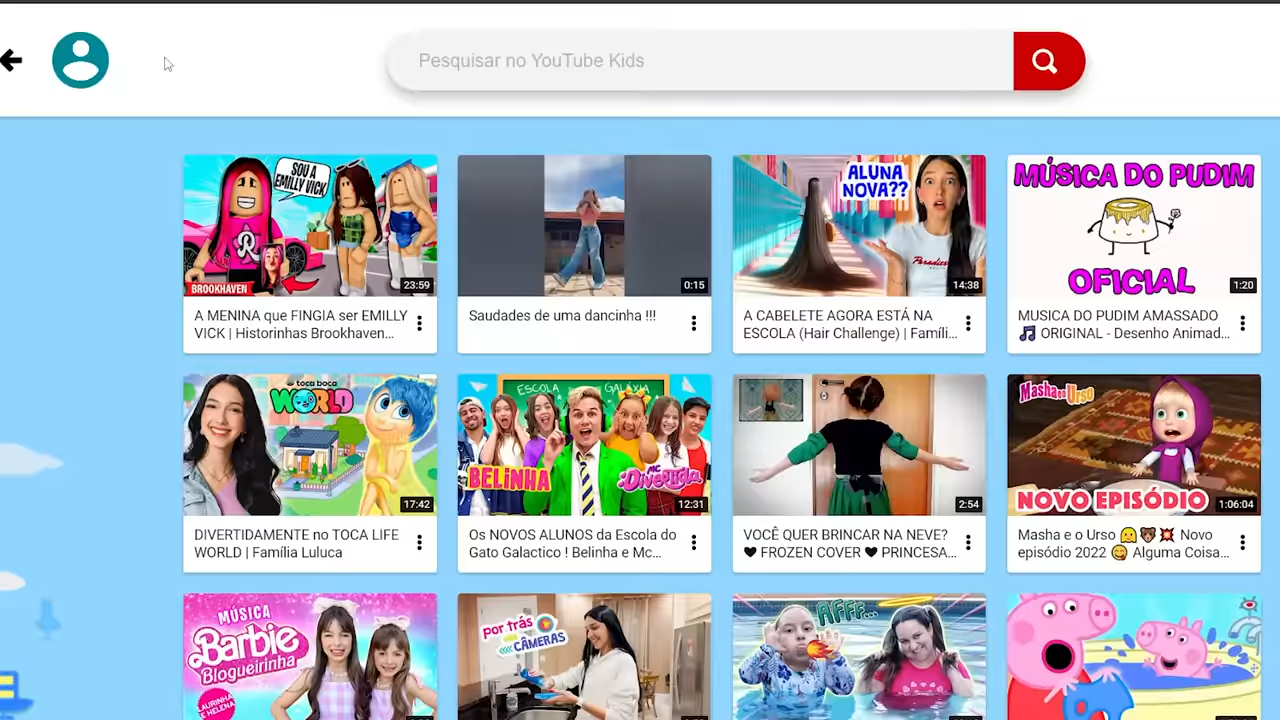 Pesquisar no YouTube Kids
SOU A
EMILLY VICK
R
BROOKHAVEN
23:59
A MENINA que FINGIA ser EMILLY
VICK | Historinhas Brookhaven...
0:15
Saudades de uma dancinha !!!
ALUNA
NOVA??
Paradise
14:38
A CABELETE AGORA ESTÁ NA
ESCOLA (Hair Challenge) | Famíli...
MÚSICA DO PUDIM
OFICIAL
1:20
MUSICA DO PUDIM AMASSADO
🎵 ORIGINAL - Desenho Animad...
toca boca
WORLD
17:42
DIVERTIDAMENTE no TOCA LIFE
WORLD | Família Luluca
ESCOLA GALÁXIA
BELINHA
MC
Divertida
12:31
Os NOVOS ALUNOS da Escola do
Gato Galactico ! Belinha e Mc...
2:54
VOCÊ QUER BRINCAR NA NEVE?
🖤 FROZEN COVER 🖤 PRINCESA...
Masha e o Urso
NOVO EPISÓDIO
1:06:04
Masha e o Urso 🤗🐻💥 Novo
episódio 2022 😋 Alguma Coisa...
MÚSICA
Barbie
Blogueirinha
LAURINHA
E HELENA
por trás
CÂMERAS
AFFF...